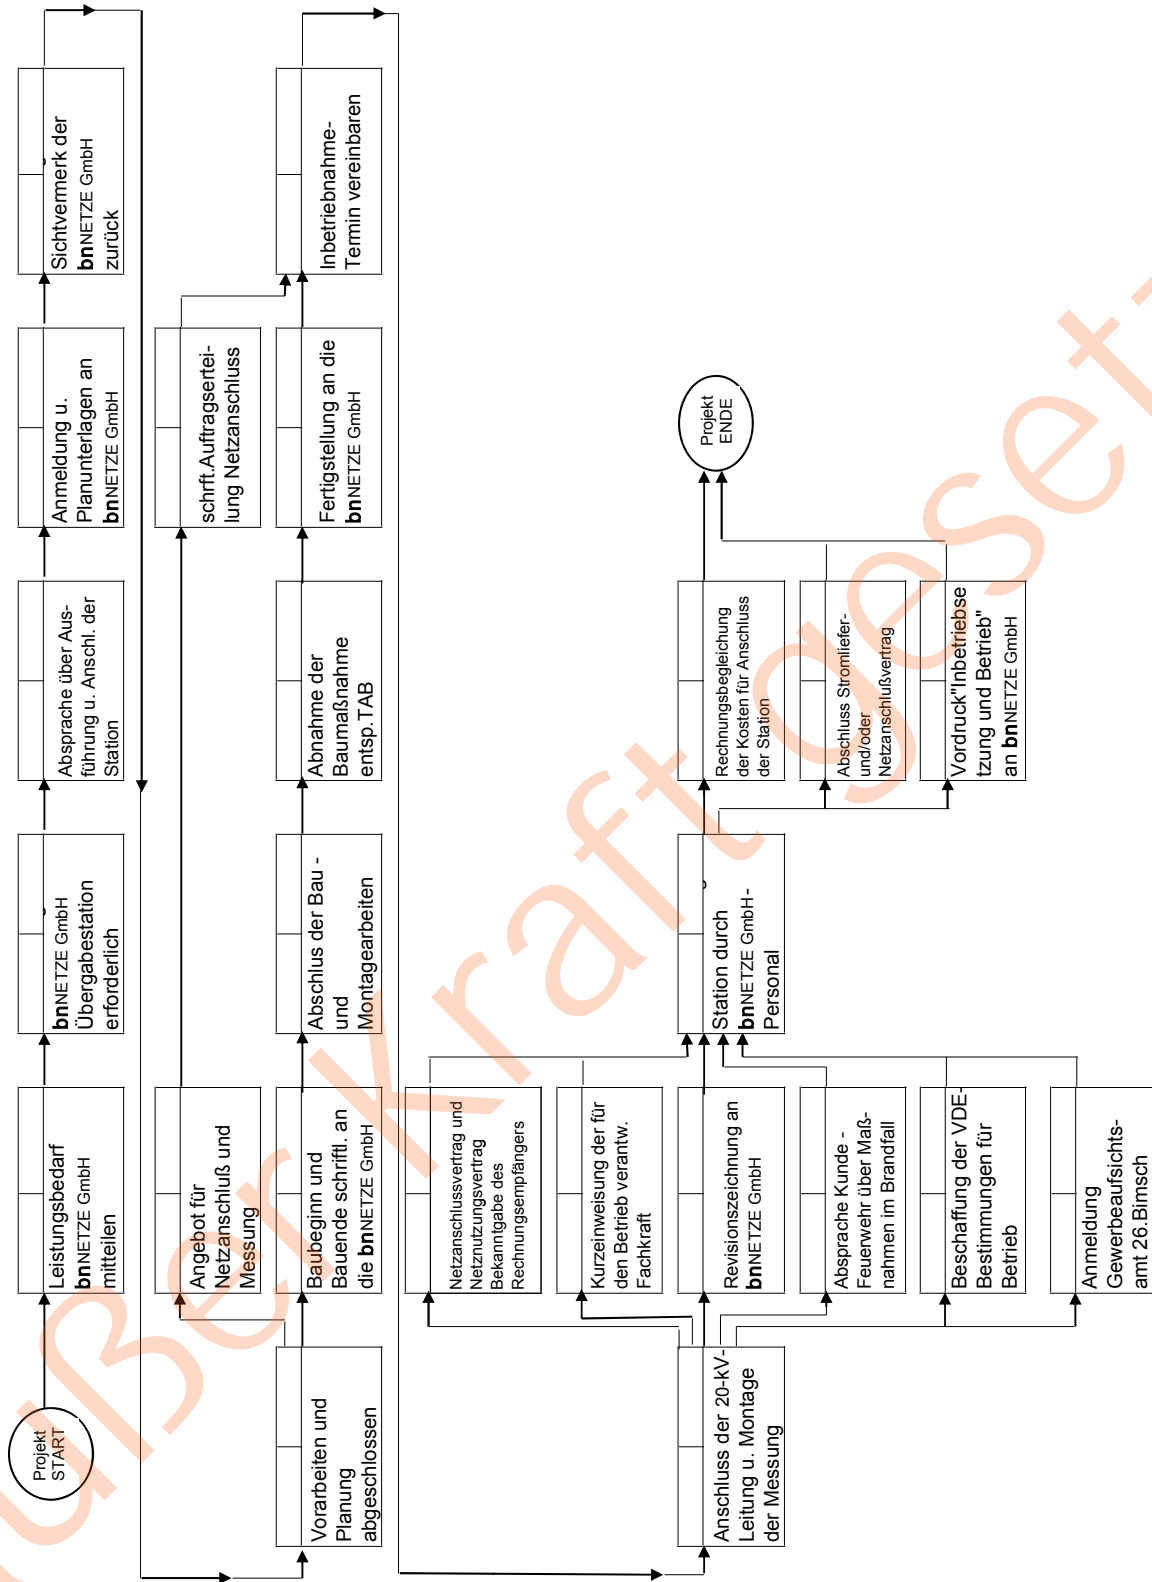 Projekt
START
Leistungsbedarf
bnNETZE GmbH
mitteilen
bnNETZE GmbH
Übergabestation
erforderlich
Absprache über Aus-
führung u. Anschl. der
Station
Anmeldung u.
Planunterlagen an
bnNETZE GmbH
Sichtvermerk der
bnNETZE GmbH
zurück
Angebot für
Netzanschluß und
Messung
schrft.Auftragsertei-
lung Netzanschluss
Vorarbeiten und
Planung
abgeschlossen
Baubeginn und
Bauende schriftl. an
die bnNETZE GmbH
Abschlus der Bau -
und
Montagearbeiten
Abnahme der
Baumaßnahme
entsp.TAB
Fertigstellung an die
bnNETZE GmbH
Inbetriebnahme-
Termin vereinbaren
Netzanschlussvertrag und
Netznutzungsvertrag
Bekanntgabe des
Rechnungsempfängers
Kurzeinweisung der für
den Betrieb verantw.
Fachkraft
Anschluss der 20-kV-
Leitung u. Montage
der Messung
Revisionszeichnung an
bnNETZE GmbH
Station durch
bnNETZE GmbH-
Personal
Rechnungsbegleichung
der Kosten für Anschluss
der Station
Projekt
ENDE
Absprache Kunde -
Feuerwehr über Maß-
nahmen im Brandfall
Abschluss Stromliefer-
und/oder
Netzanschlußvertrag
Beschaffung der VDE-
Bestimmungen für
Betrieb
Vordruck"Inbetriebse
tzung und Betrieb"
an bnNETZE GmbH
Anmeldung
Gewerbeaufsichts-
amt 26.Bimsch
außer kraft gesetz